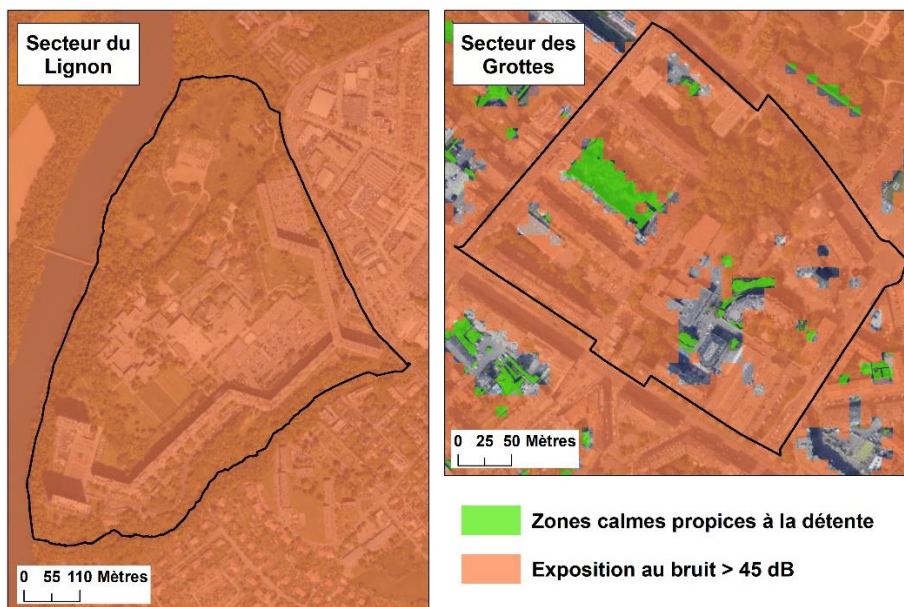 Secteur du
Lignon
0 55 110 Mètres
Secteur des
Grottes
0 25 50 Mètres
Zones calmes propices à la détente
Exposition au bruit > 45 dB